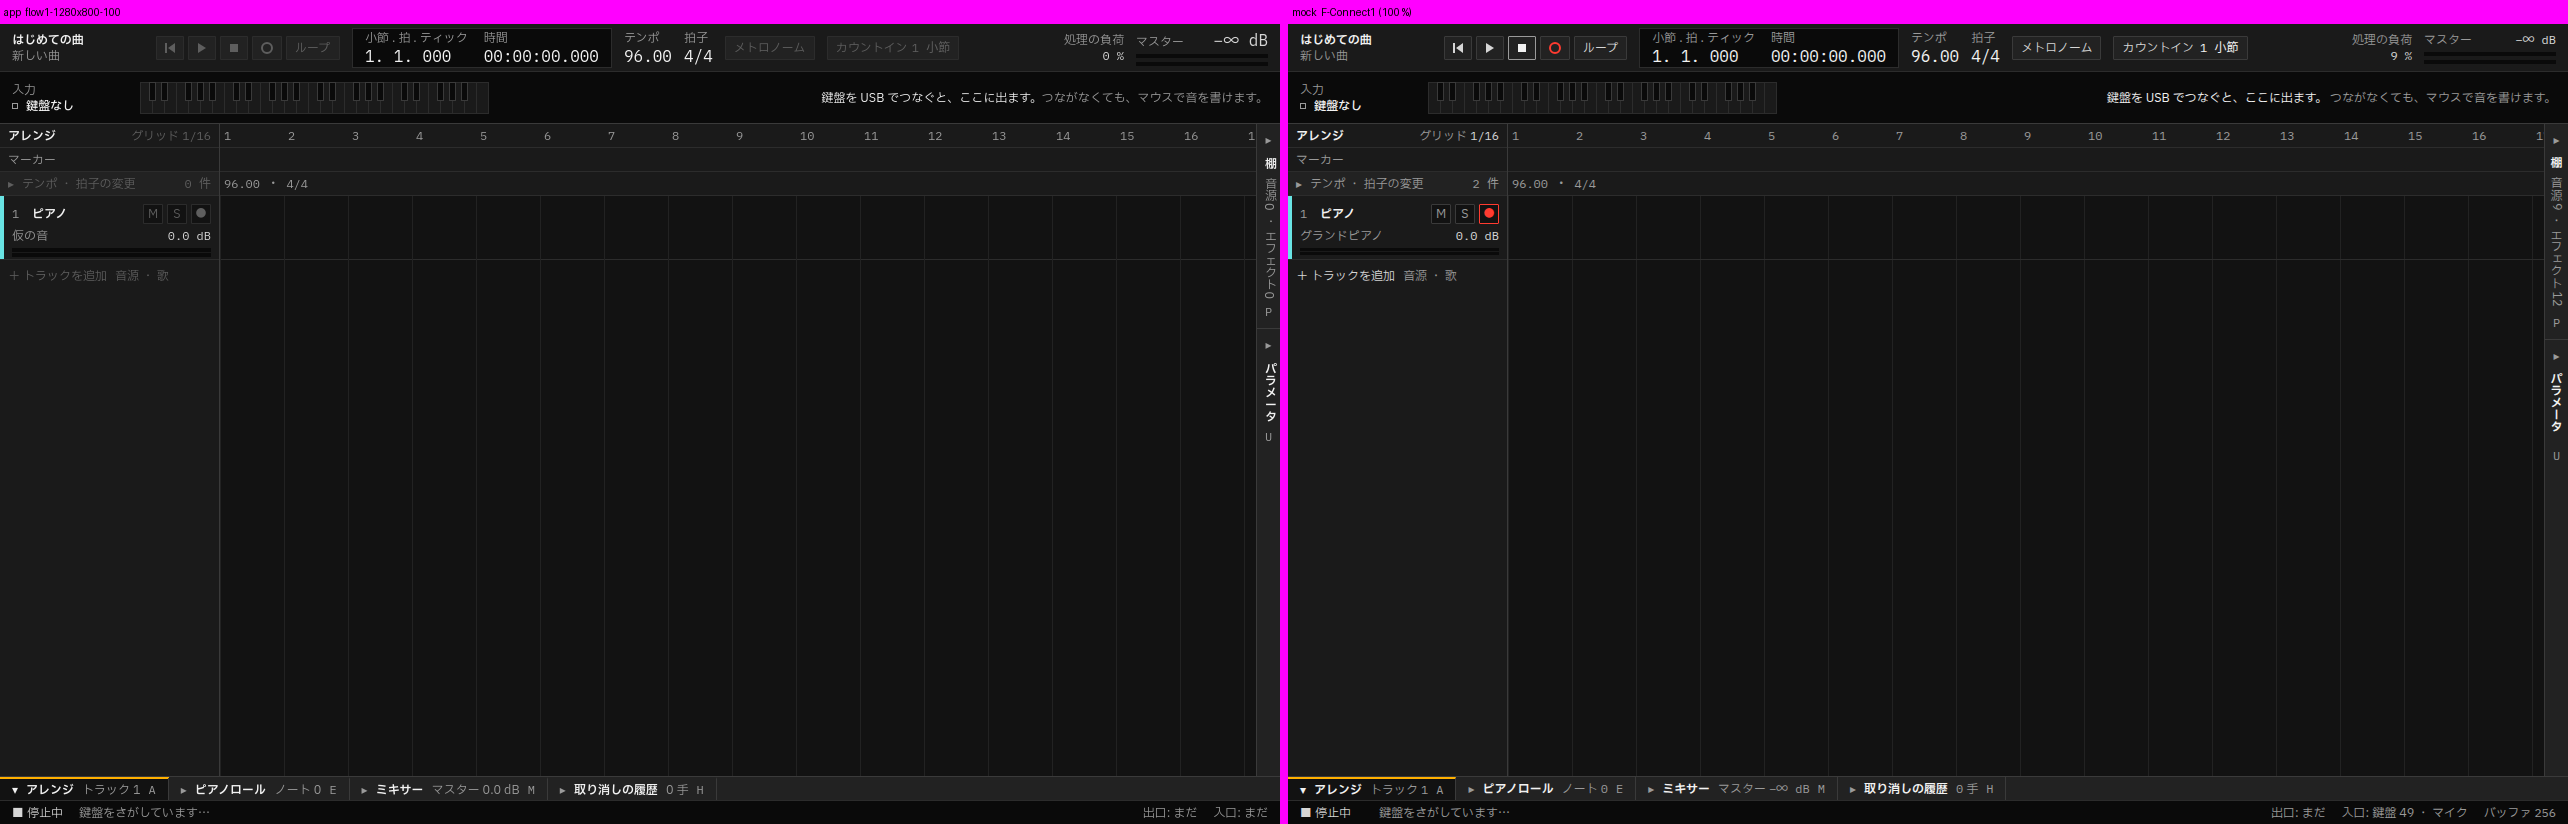 app flow1-1280x800-100
はじめての曲
新しい曲
ループ
小節.拍.ティック 時間
1. 1. 000 00:00:00.000
テンポ 拍子
96.00 4/4
メトロノーム
カウントイン 1 小節
処理の負荷
0 %
マスター -∞ dB
入力
鍵盤なし
鍵盤を USB でつなぐと、ここに出ます。つながなくても、マウスで音を書けます。
アレンジ グリッド 1/16
1 2 3 4 5 6 7 8 9 10 11 12 13 14 15 16 1
マーカー
▸ テンポ · 拍子の変更 0 件
96.00 · 4/4
1 ピアノ M S
仮の音 0.0 dB
+ トラックを追加 音源 · 歌
▸ 棚 音源 0 · エフェクト 0 P
▸ パラメータ U
▾ アレンジ トラック 1 A
▸ ピアノロール ノート 0 E
▸ ミキサー マスター 0.0 dB M
▸ 取り消しの履歴 0 手 H
■ 停止中 鍵盤をさがしています…
出口: まだ 入口: まだ
mock F-Connect1 (100 %)
はじめての曲
新しい曲
ループ
小節.拍.ティック 時間
1. 1. 000 00:00:00.000
テンポ 拍子
96.00 4/4
メトロノーム
カウントイン 1 小節
処理の負荷
9 %
マスター -∞ dB
入力
鍵盤なし
鍵盤を USB でつなぐと、ここに出ます。 つながなくても、マウスで音を書けます。
アレンジ グリッド 1/16
1 2 3 4 5 6 7 8 9 10 11 12 13 14 15 16 1
マーカー
▸ テンポ · 拍子の変更 2 件
96.00 · 4/4
1 ピアノ M S
グランドピアノ 0.0 dB
+ トラックを追加 音源 · 歌
▸ 棚 音源 9 · エフェクト 12 P
▸ パラメータ U
▾ アレンジ トラック 1 A
▸ ピアノロール ノート 0 E
▸ ミキサー マスター -∞ dB M
▸ 取り消しの履歴 0 手 H
■ 停止中 鍵盤をさがしています…
出口: まだ 入口: 鍵盤 49 · マイク バッファ 256